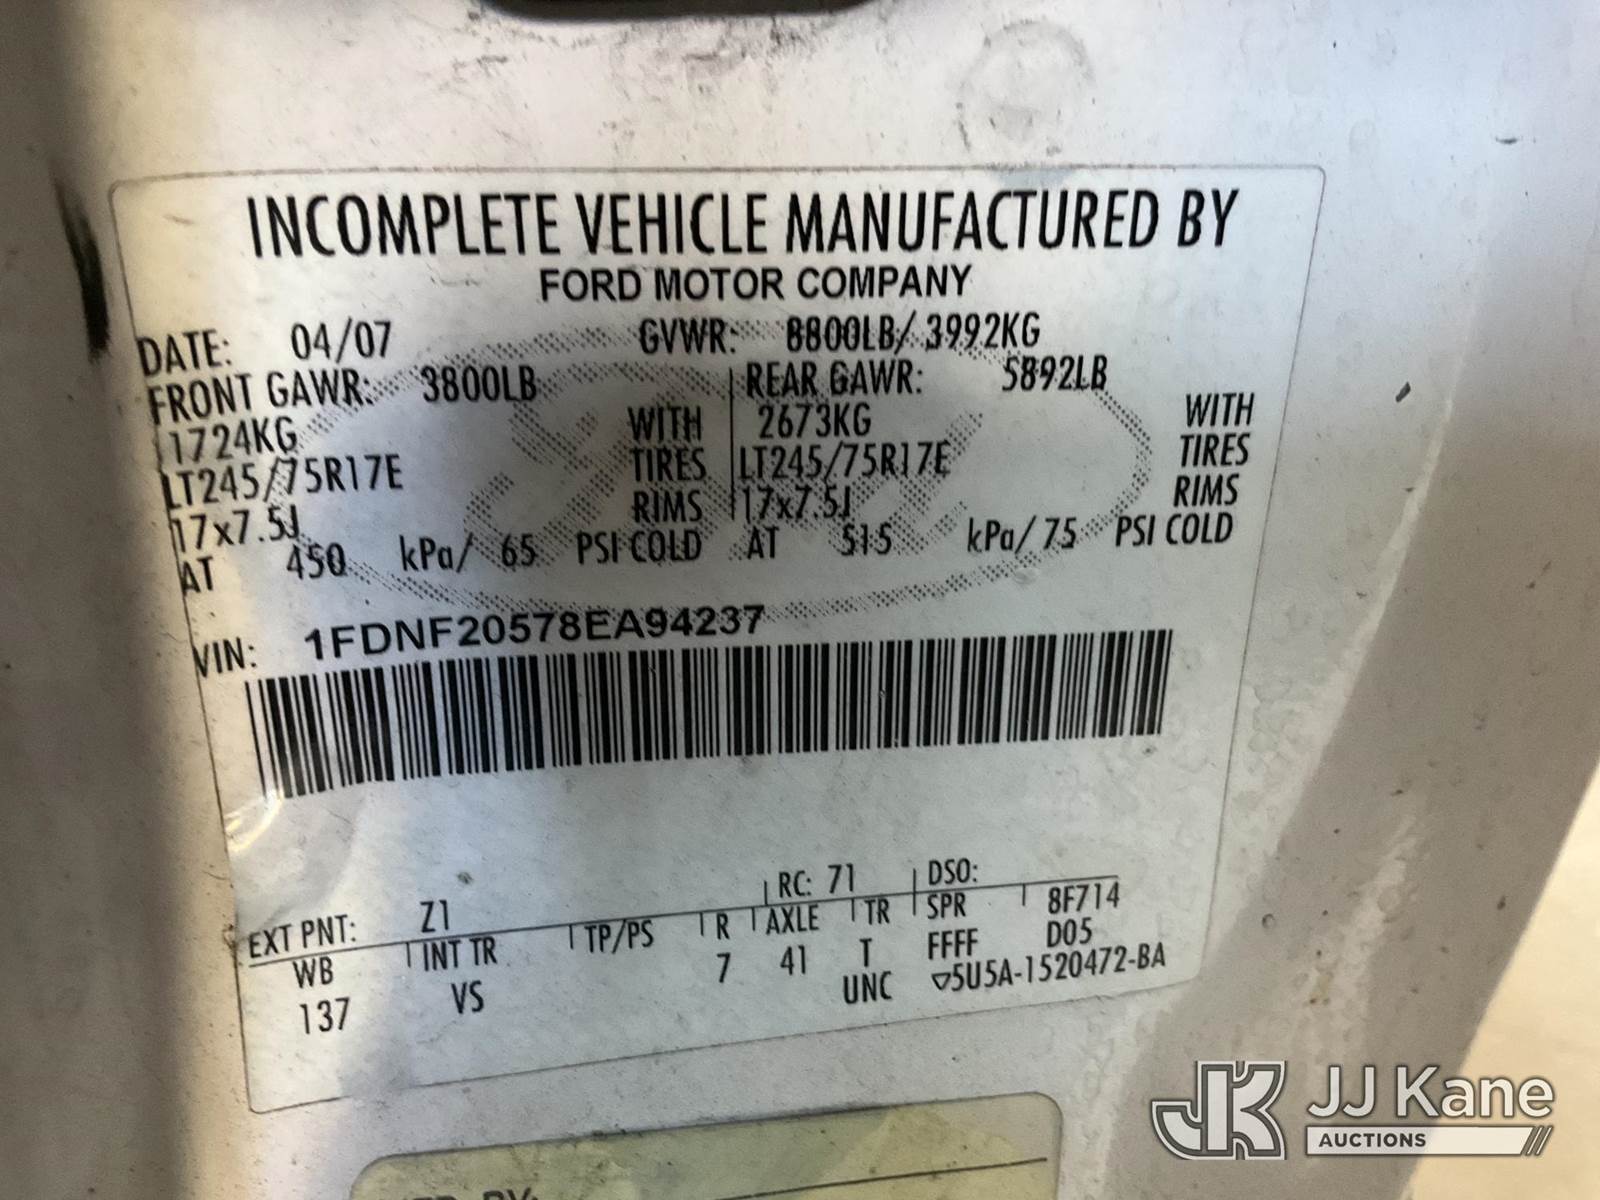 INCOMPLETE VEHICLE MANUFACTURED BY
FORD MOTOR COMPANY
DATE: 04/07 GVWR: 8800LB/ 3992KG
FRONT GAWR: 3800LB REAR GAWR: 5892LB
1724KG WITH 2673KG WITH
LT245/75R17E TIRES LT245/75R17E TIRES
17x7.5J RIMS 17x7.5J RIMS
AT 450 kPa/ 65 PSI COLD AT 515 kPa/ 75 PSI COLD
VIN: 1FDNF20578EA94237
EXT PNT: Z1 RC: 71 DSO:
WB INT TR TP/PS R AXLE TR SPR 8F714
137 VS 7 41 T FFFF D05
UNC ▽5U5A-1520472-BA
JK JJ Kane
AUCTIONS
BY: